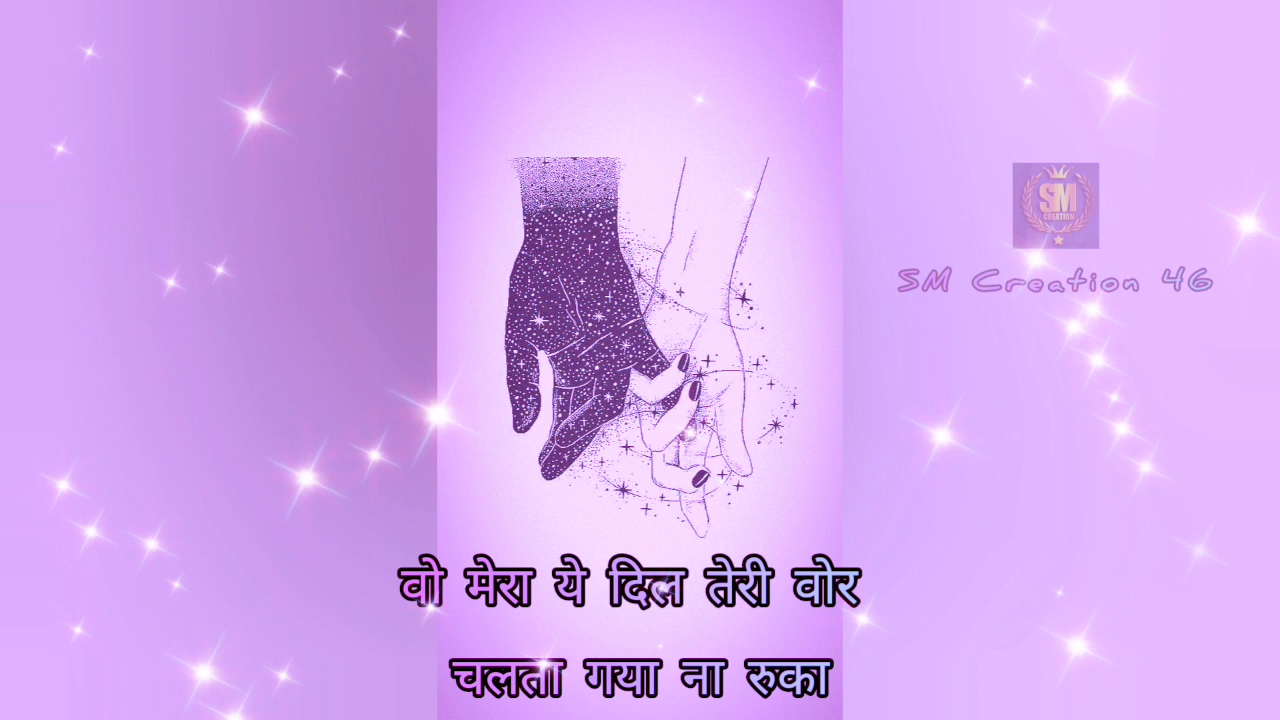 SM
CREATION
SM Creation 46
वो मेरा ये दिल तेरी वोर
चलता गया ना रुका